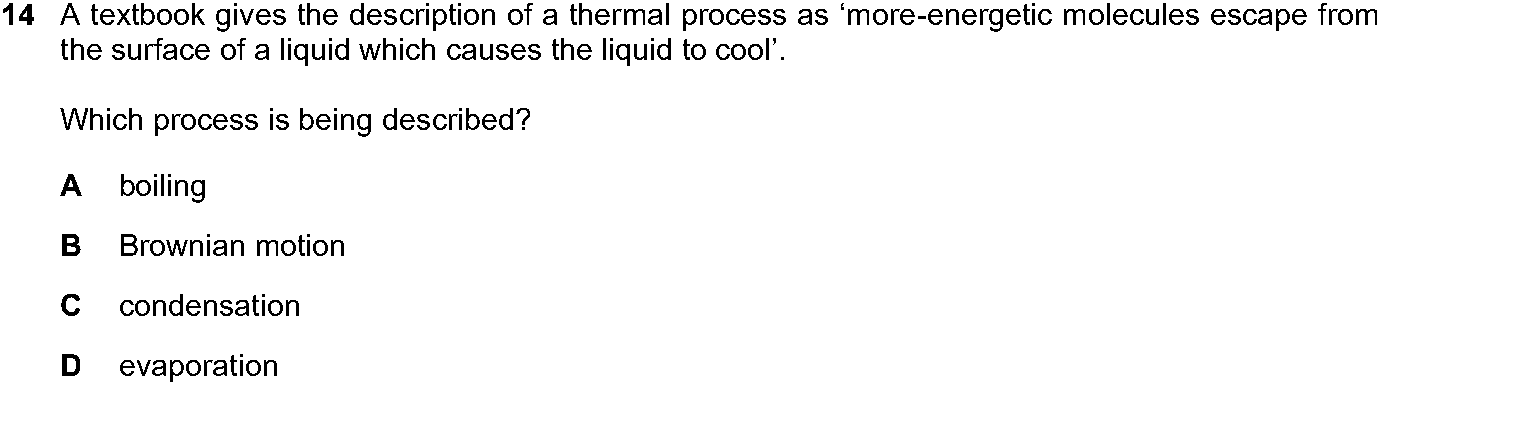 14 A textbook gives the description of a thermal process as ‘more-energetic molecules escape from
the surface of a liquid which causes the liquid to cool’.
Which process is being described?
A boiling
B Brownian motion
C condensation
D evaporation